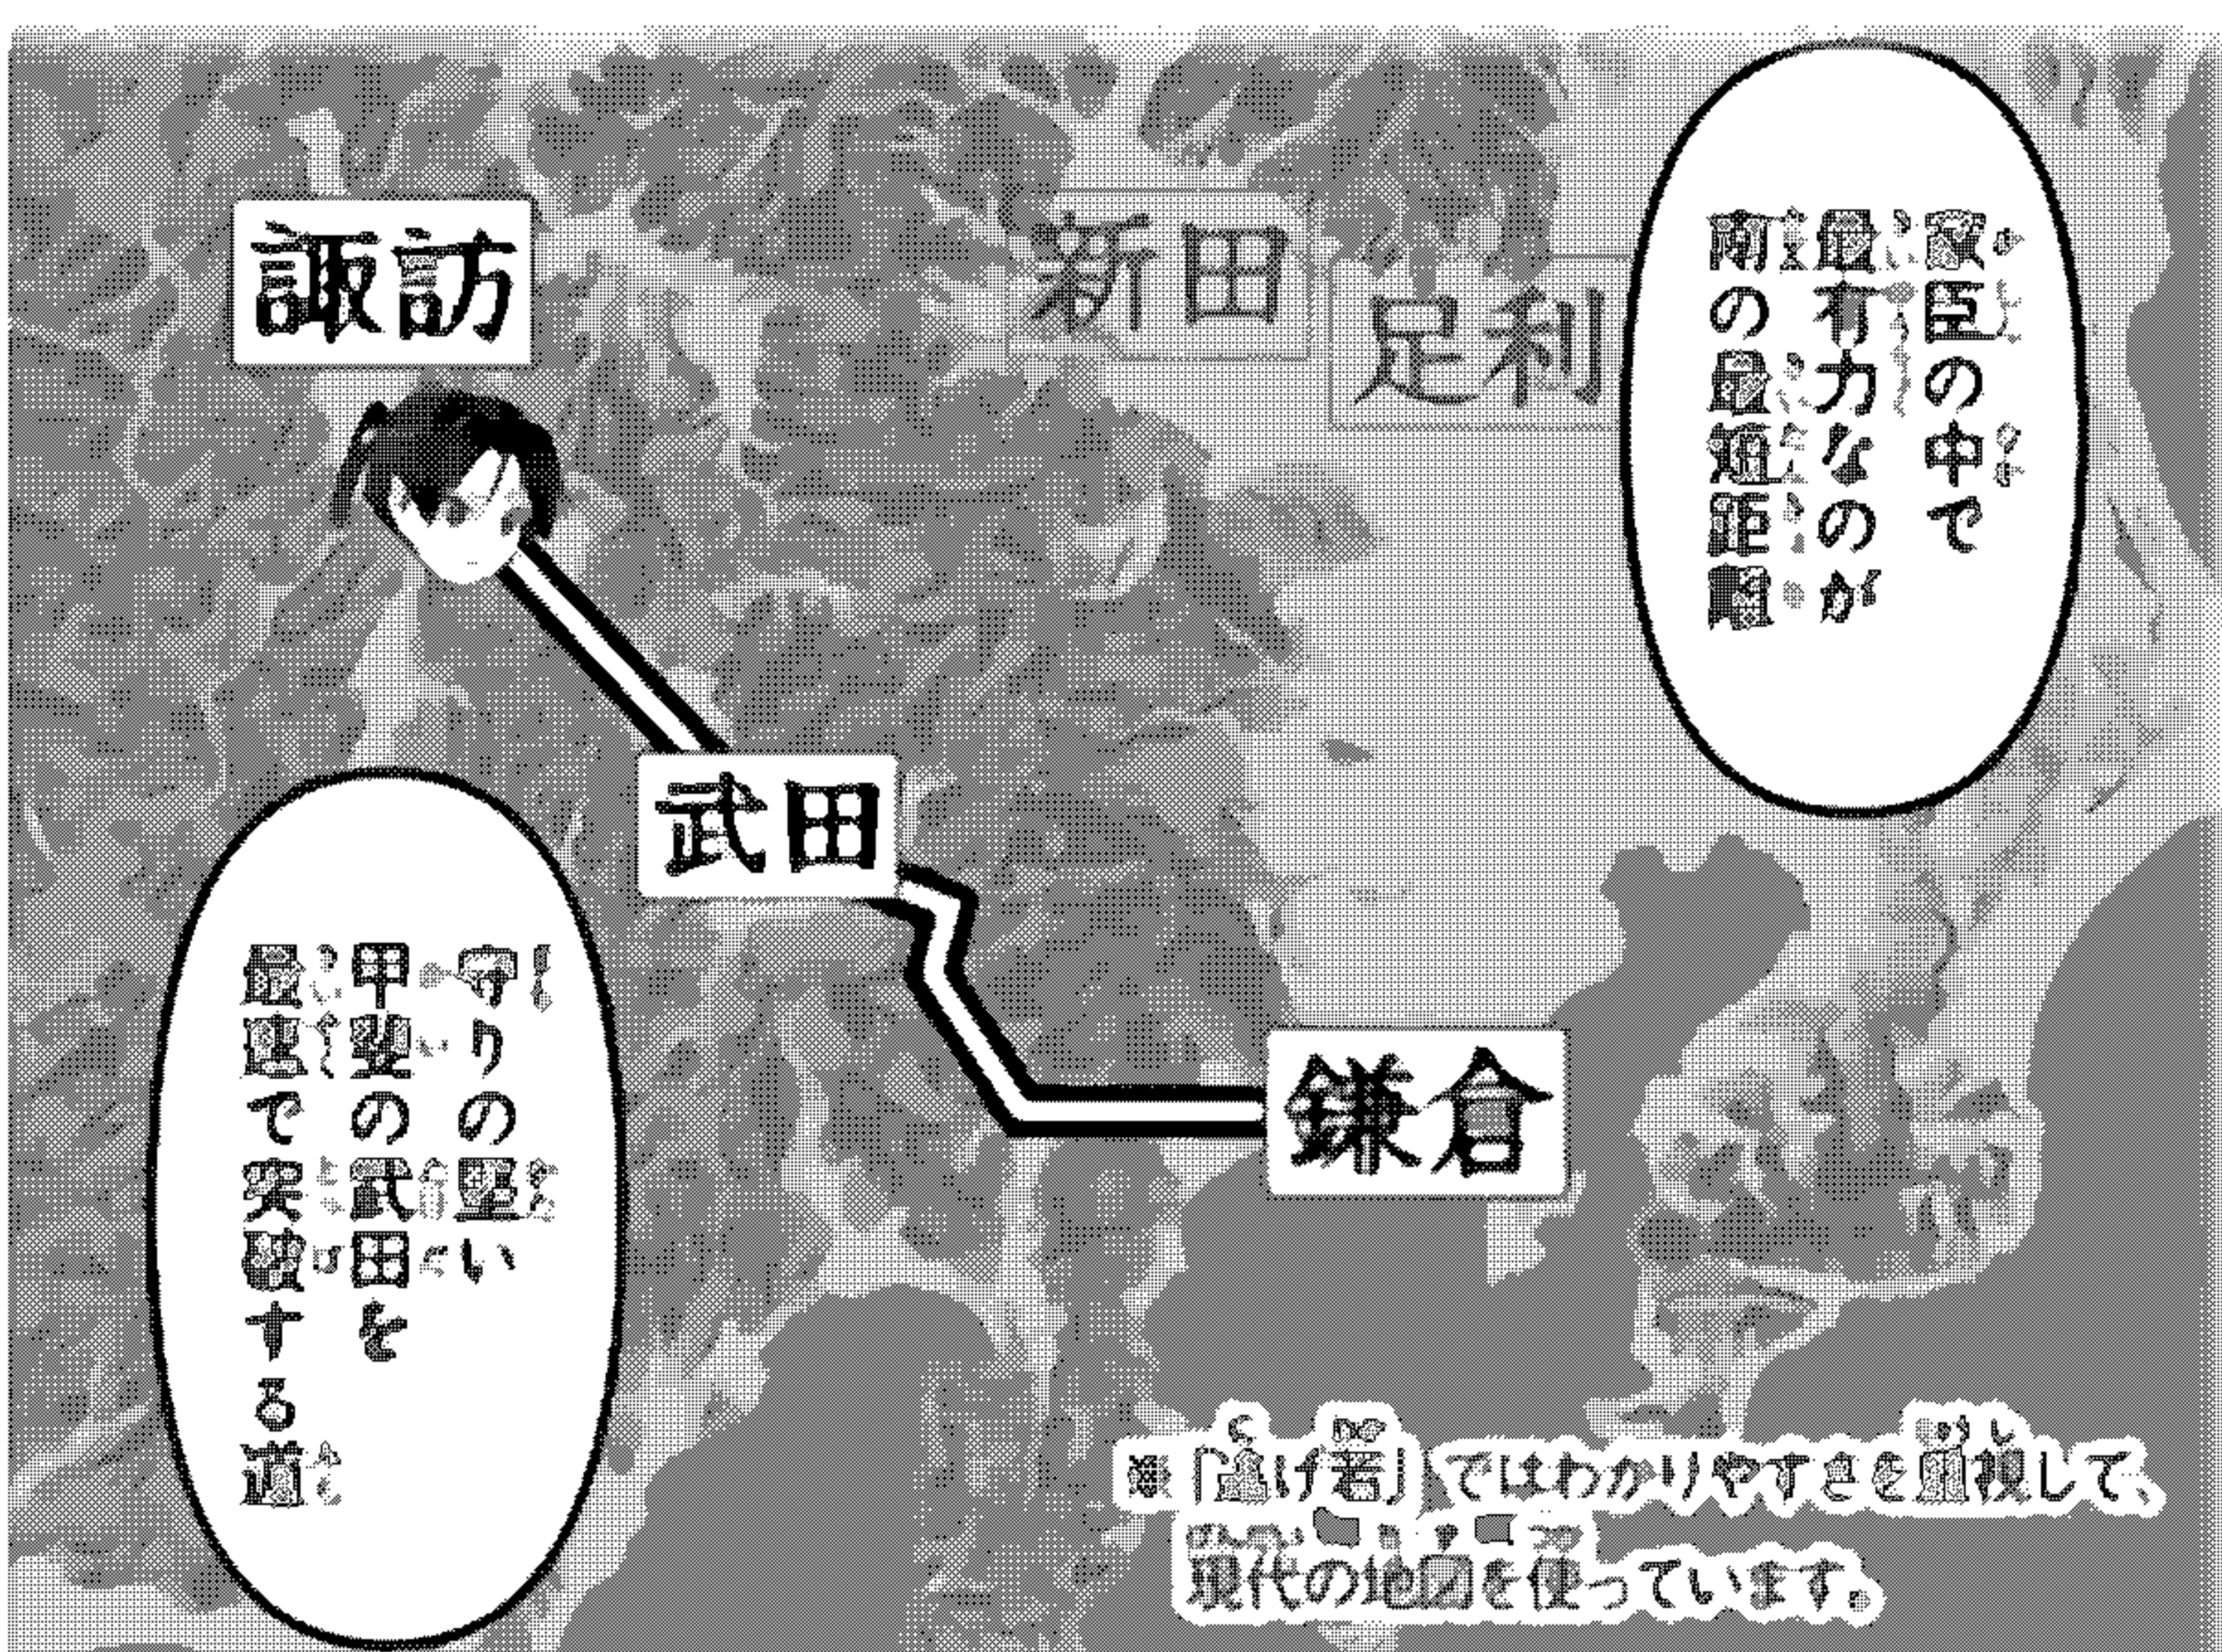 家臣の中で
最有力なのが
南の最短距離
諏訪
新田
足利
武田
鎌倉
守りの堅い
甲斐の武田を
最速で突破する道
※「逃げ若」ではわかりやすさを重視して、
現代の地図を使っています。